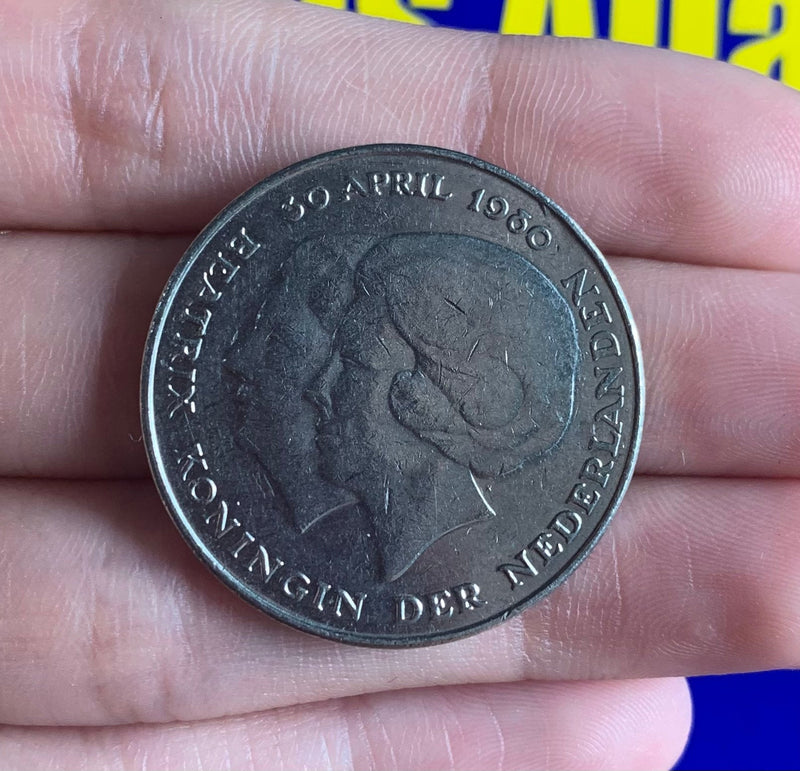 30 APRIL 1980
BEATRIX KONINGIN DER NEDERLANDEN